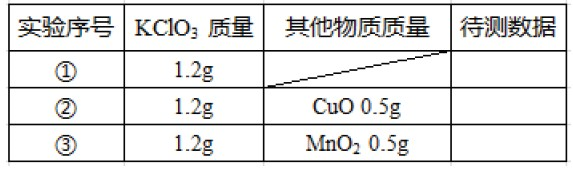 实验序号 KClO₃ 质量 其他物质质量 待测数据
① 1.2g
② 1.2g CuO 0.5g
③ 1.2g MnO₂ 0.5g